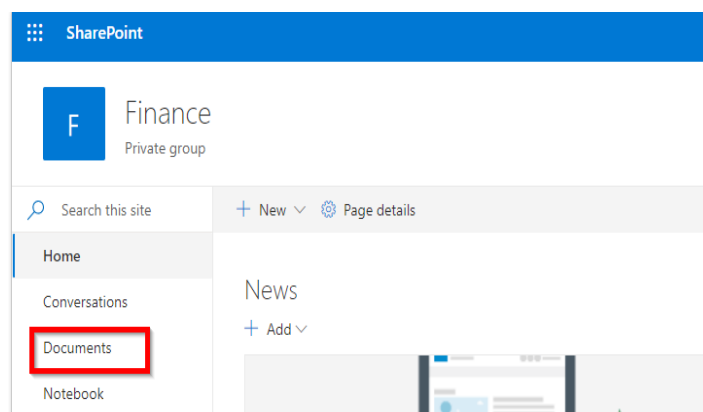 SharePoint
F
Finance
Private group
Search this site
New
Page details
Home
Conversations
Documents
Notebook
News
Add